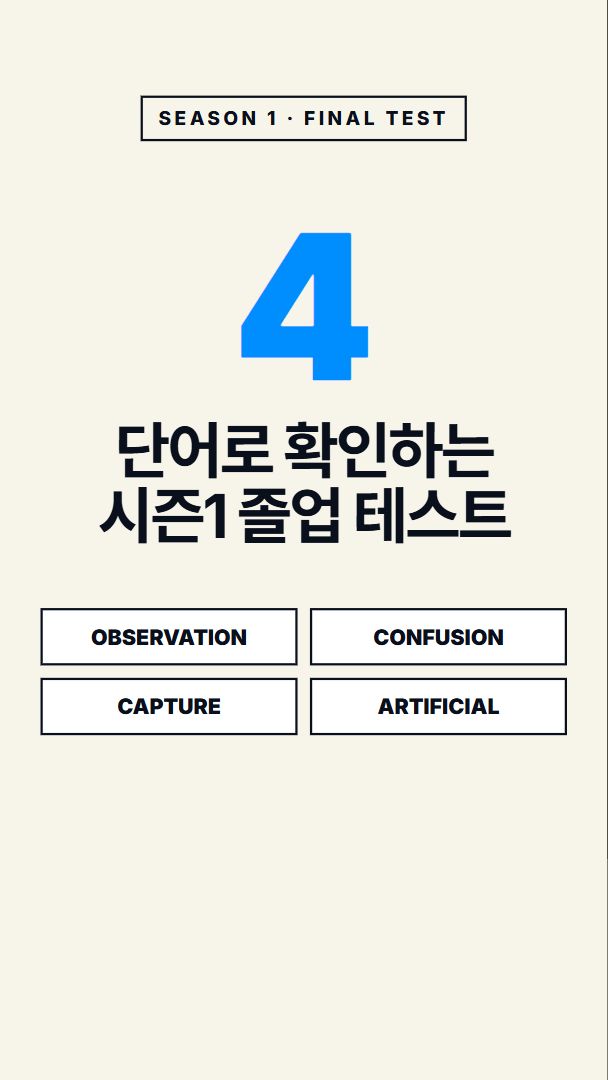 SEASON 1 · FINAL TEST
4
단어로 확인하는
시즌1 졸업 테스트
OBSERVATION
CONFUSION
CAPTURE
ARTIFICIAL